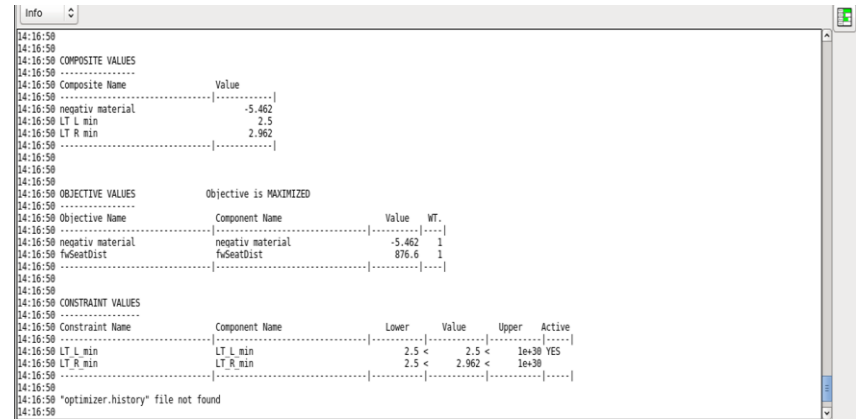 Info
14:16:50
14:16:50
14:16:50 COMPOSITE VALUES
14:16:50 ----------------
14:16:50 Composite Name Value
14:16:50 --------------------------------|------------|
14:16:50 negativ material -5.462
14:16:50 LT L min 2.5
14:16:50 LT R min 2.962
14:16:50 --------------------------------|------------|
14:16:50
14:16:50
14:16:50
14:16:50 OBJECTIVE VALUES Objective is MAXIMIZED
14:16:50 ----------------
14:16:50 Objective Name Component Name Value WT.
14:16:50 --------------------------------|--------------------------------|----------|----|
14:16:50 negativ material negativ material -5.462 1
14:16:50 fwSeatDist fwSeatDist 876.6 1
14:16:50 --------------------------------|--------------------------------|----------|----|
14:16:50
14:16:50
14:16:50 CONSTRAINT VALUES
14:16:50 -----------------
14:16:50 Constraint Name Component Name Lower Value Upper Active
14:16:50 --------------------------------|--------------------------------|-----------|------------|-----------|-----|
14:16:50 LT_L_min LT_L_min 2.5 < 2.5 < 1e+30 YES
14:16:50 LT_R_min LT_R_min 2.5 < 2.962 < 1e+30
14:16:50 --------------------------------|--------------------------------|-----------|------------|-----------|-----|
14:16:50
14:16:50 "optimizer.history" file not found
14:16:50